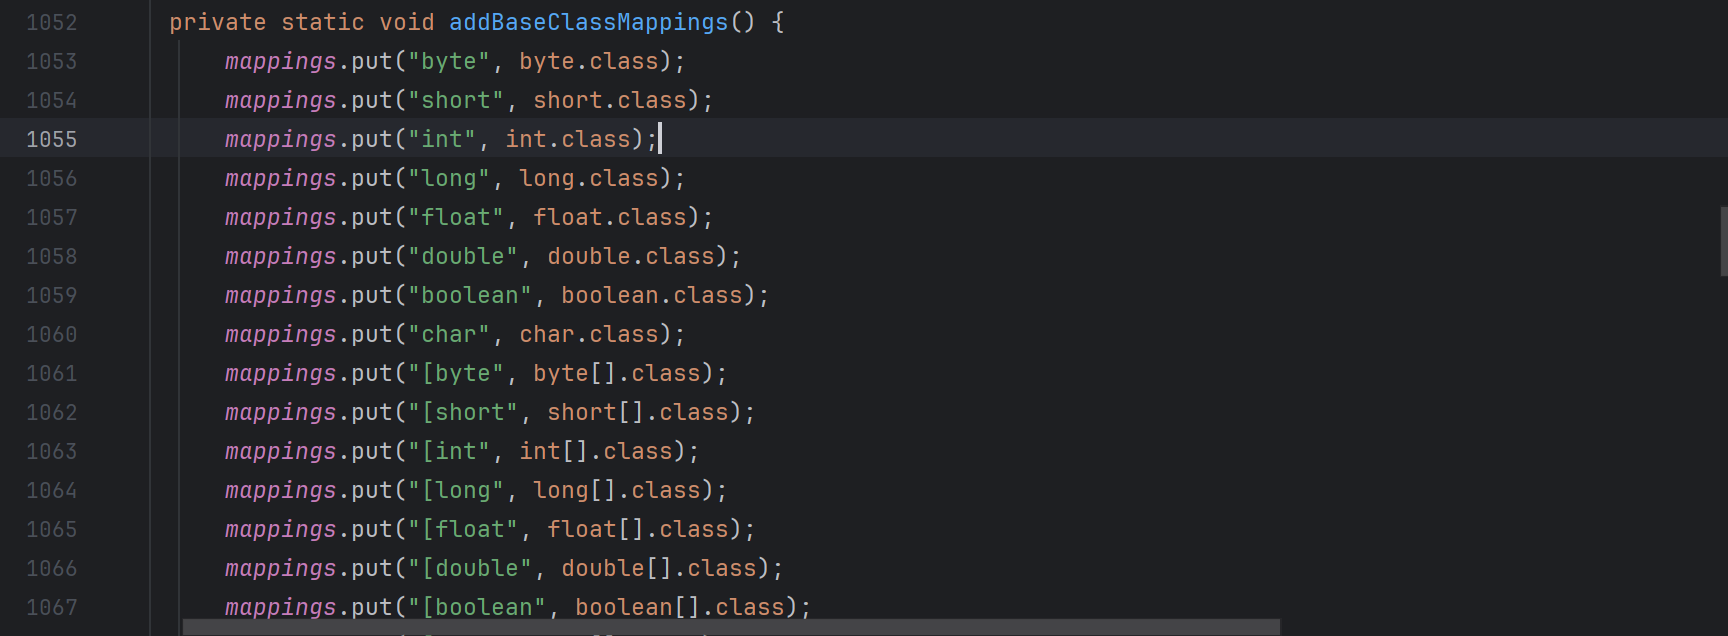 1052 private static void addBaseClassMappings() {
1053 mappings.put("byte", byte.class);
1054 mappings.put("short", short.class);
1055 mappings.put("int", int.class);
1056 mappings.put("long", long.class);
1057 mappings.put("float", float.class);
1058 mappings.put("double", double.class);
1059 mappings.put("boolean", boolean.class);
1060 mappings.put("char", char.class);
1061 mappings.put("[byte", byte[].class);
1062 mappings.put("[short", short[].class);
1063 mappings.put("[int", int[].class);
1064 mappings.put("[long", long[].class);
1065 mappings.put("[float", float[].class);
1066 mappings.put("[double", double[].class);
1067 mappings.put("[boolean", boolean[].class);